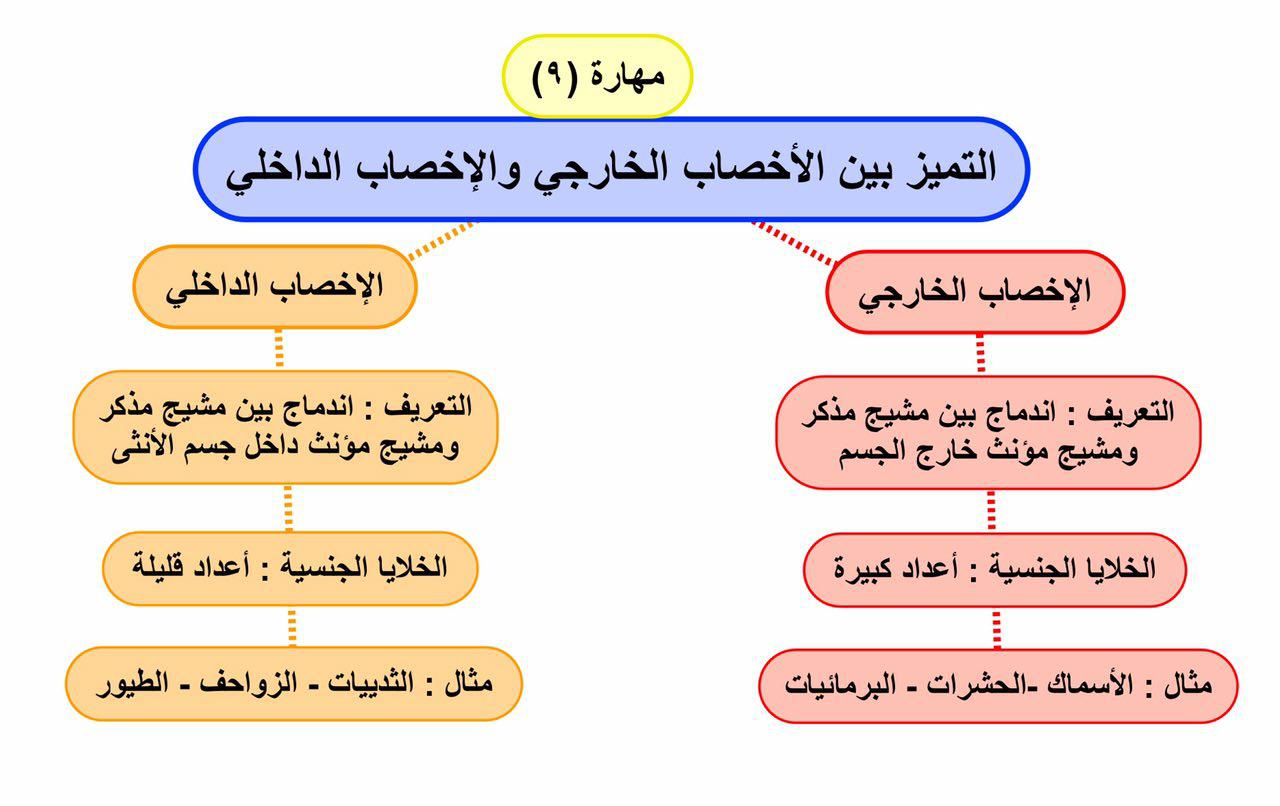 مهارة (٩)
التميز بين الأخصاب الخارجي والإخصاب الداخلي
الإخصاب الخارجي
التعريف : اندماج بين مشيج مذكر
ومشيج مؤنث خارج الجسم
الخلايا الجنسية : أعداد كبيرة
مثال : الأسماك -الحشرات - البرمائيات
الإخصاب الداخلي
التعريف : اندماج بين مشيج مذكر
ومشيج مؤنث داخل جسم الأنثى
الخلايا الجنسية : أعداد قليلة
مثال : الثدييات - الزواحف - الطيور